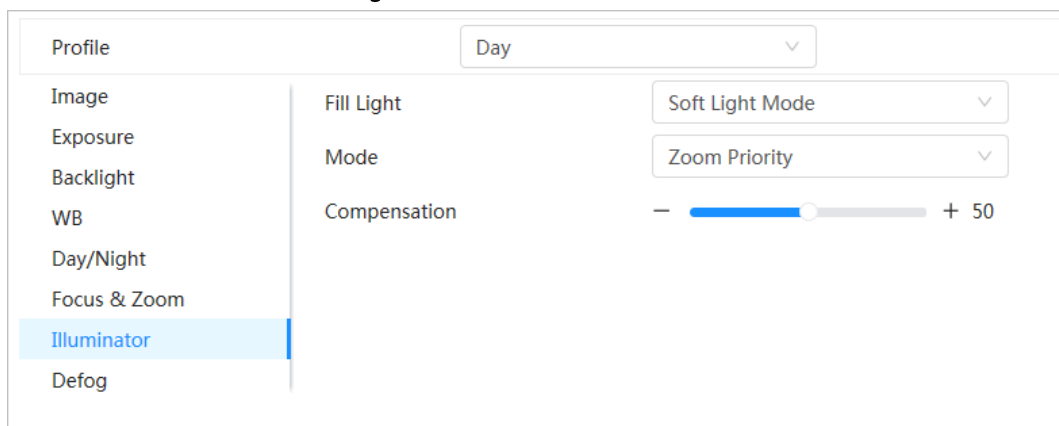 Profile Day
Image Fill Light Soft Light Mode
Exposure
Mode Zoom Priority
Backlight
WB Compensation 50
Day/Night
Focus & Zoom
Illuminator
Defog